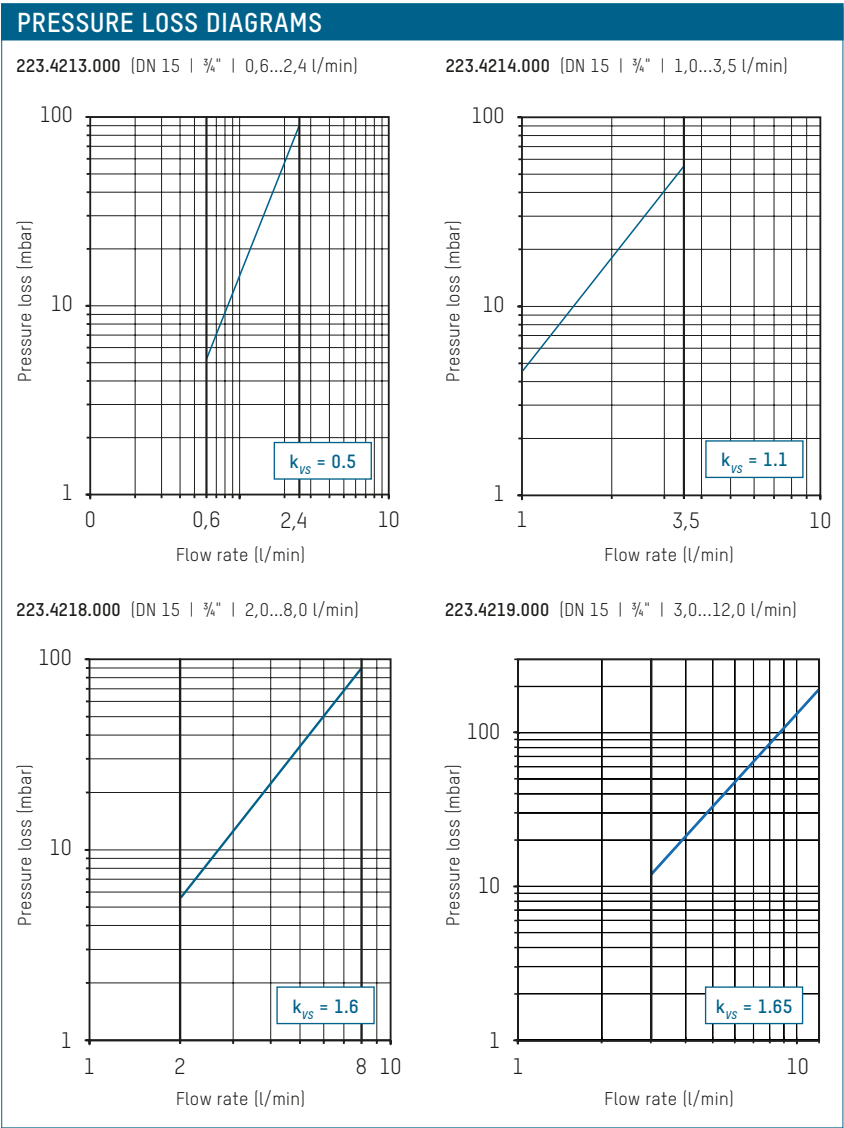 PRESSURE LOSS DIAGRAMS
223.4213.000 (DN 15 | ¾" | 0,6...2,4 l/min)
100
10
1
Pressure loss (mbar)
k_vs = 0.5
0 0,6 2,4 10
Flow rate (l/min)
223.4214.000 (DN 15 | ¾" | 1,0...3,5 l/min)
100
10
1
Pressure loss (mbar)
k_vs = 1.1
1 3,5 10
Flow rate (l/min)
223.4218.000 (DN 15 | ¾" | 2,0...8,0 l/min)
100
10
1
Pressure loss (mbar)
k_vs = 1.6
1 2 8 10
Flow rate (l/min)
223.4219.000 (DN 15 | ¾" | 3,0...12,0 l/min)
100
10
1
Pressure loss (mbar)
k_vs = 1.65
1 10
Flow rate (l/min)